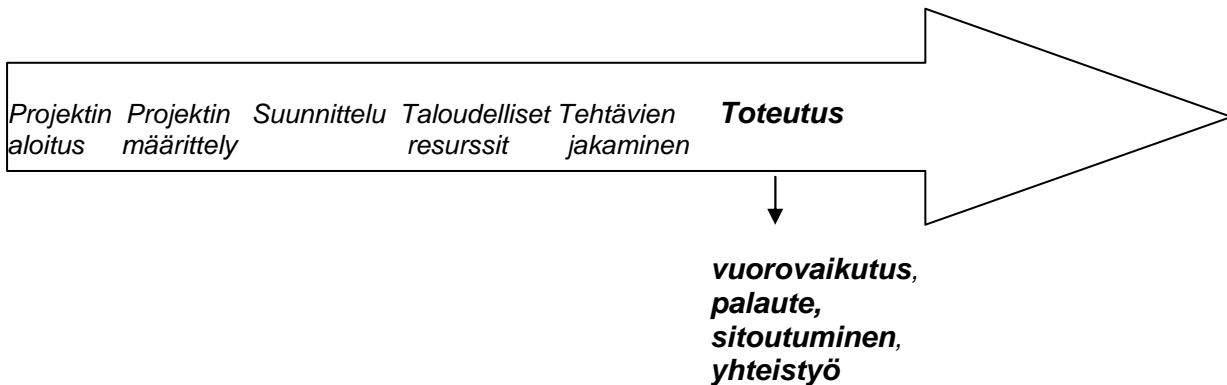 Projektin Projektin Suunnittelu Taloudelliset Tehtävien Toteutus
aloitus määrittely resurssit jakaminen
vuorovaikutus,
palaute,
sitoutuminen,
yhteistyö